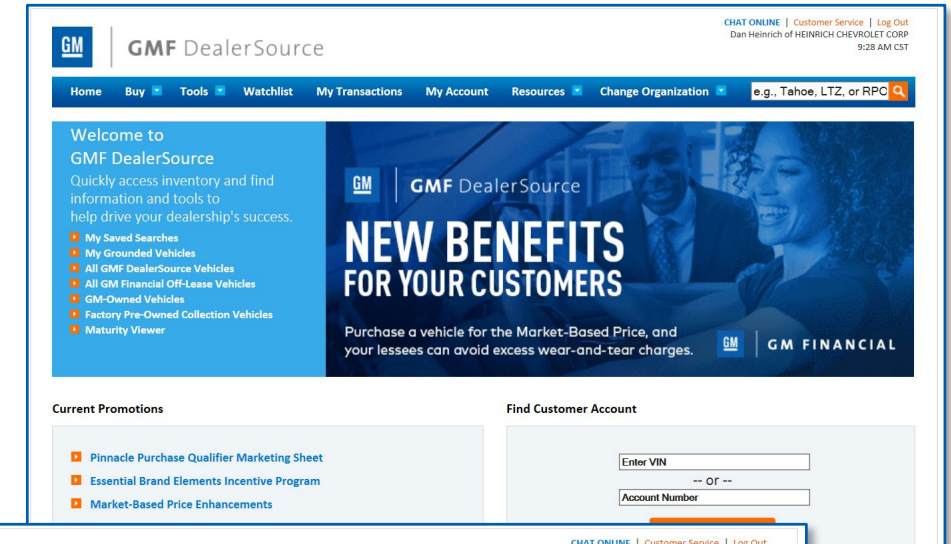 CHAT ONLINE | Customer Service | Log Out
Dan Heinrich of HEINRICH CHEVROLET CORP
9:28 AM CST
GM | GMF DealerSource
Home Buy Tools Watchlist My Transactions My Account Resources Change Organization e.g., Tahoe, LTZ, or RPO
Welcome to
GMF DealerSource
Quickly access inventory and find
information and tools to
help drive your dealership's success.
My Saved Searches
My Grounded Vehicles
All GMF DealerSource Vehicles
All GM Financial Off-Lease Vehicles
GM-Owned Vehicles
Factory Pre-Owned Collection Vehicles
Maturity Viewer
GM | GMF DealerSource
NEW BENEFITS
FOR YOUR CUSTOMERS
Purchase a vehicle for the Market-Based Price, and
your lessees can avoid excess wear-and-tear charges.
GM | GM FINANCIAL
Current Promotions
Pinnacle Purchase Qualifier Marketing Sheet
Essential Brand Elements Incentive Program
Market-Based Price Enhancements
Find Customer Account
Enter VIN
-- or --
Account Number
CHAT ONLINE | Customer Service | Log Out